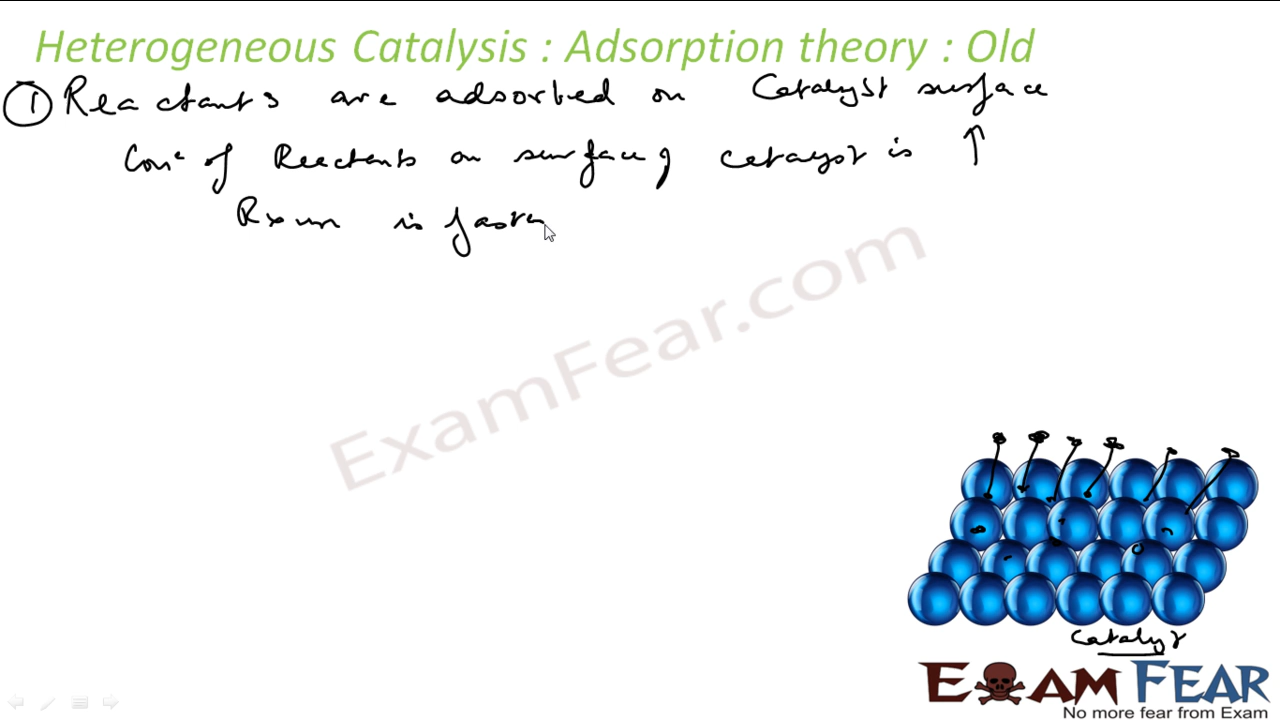 Heterogeneous Catalysis : Adsorption theory : Old
① Reactants are adsorbed on Catalyst surface
Conc of Reactants on surface of catalyst is ↑
Rxn is faster
ExamFear.com
Catalyst
EXAM FEAR
No more fear from Exam